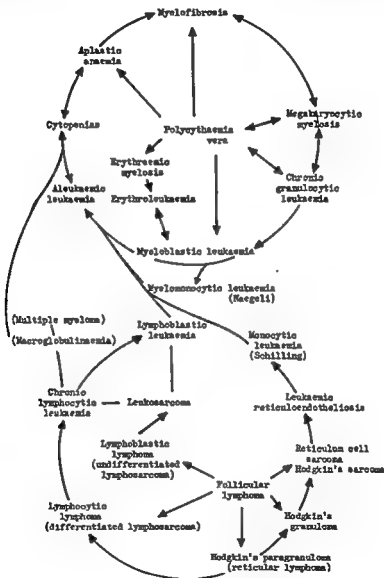 Myelofibrosis
Aplastic
anaemia
Megakaryocytic
myelosis
Cytopenias
Polycythaemia
vera
Erythraemic
myelosis
Chronic
granulocytic
leukaemia
Aleukaemic
leukaemia
Erythroleukaemia
Myeloblastic leukaemia
Myelomonocytic leukaemia
(Naegeli)
(Multiple myeloma)
(Macroglobulinaemia)
Lymphoblastic
leukaemia
Monocytic
leukaemia
(Schilling)
Chronic
lymphocytic
leukaemia
Leukosarcoma
Leukaemic
reticuloendotheliosis
Lymphoblastic
lymphoma
(undifferentiated
lymphosarcoma)
Reticulum cell
sarcoma
Hodgkin's sarcoma
Follicular
lymphoma
Lymphocytic
lymphoma
(differentiated lymphosarcoma)
Hodgkin's
granuloma
Hodgkin's paragranuloma
(reticular lymphoma)